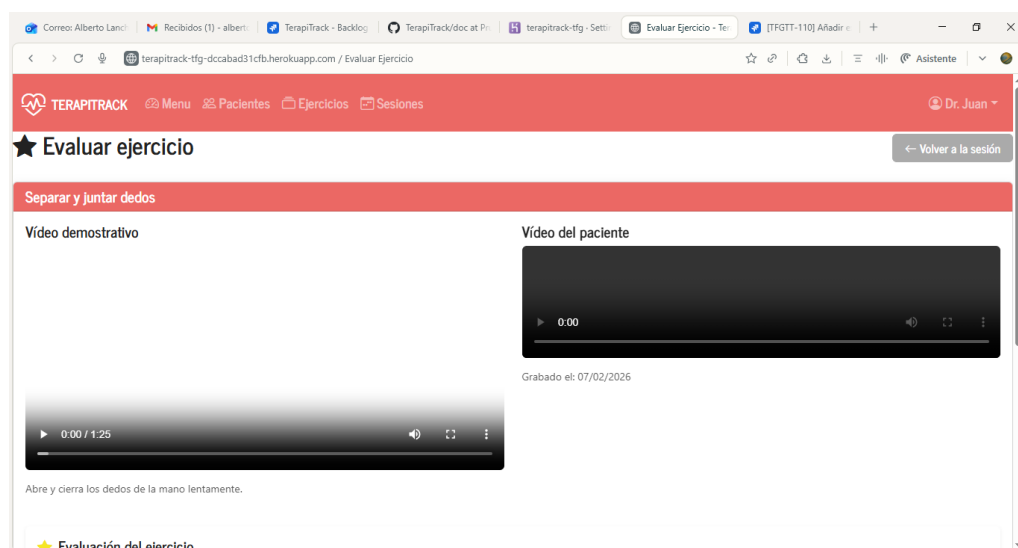 Correo: Alberto Lanch
Recibidos (1) - albert
TerapiTrack - Backlog
TerapiTrack/doc at Pr
terapitrack-tfg · Setti
Evaluar Ejercicio - Ter
[TFGTT-110] Añadir e
terapitrack-tfg-dccabad31cfb.herokuapp.com / Evaluar Ejercicio
Asistente
TERAPITRACK Menu Pacientes Ejercicios Sesiones Dr. Juan
Evaluar ejercicio
← Volver a la sesión
Separar y juntar dedos
Vídeo demostrativo
Vídeo del paciente
0:00
Grabado el: 07/02/2026
0:00 / 1:25
Abre y cierra los dedos de la mano lentamente.
Evaluación del ejercicio